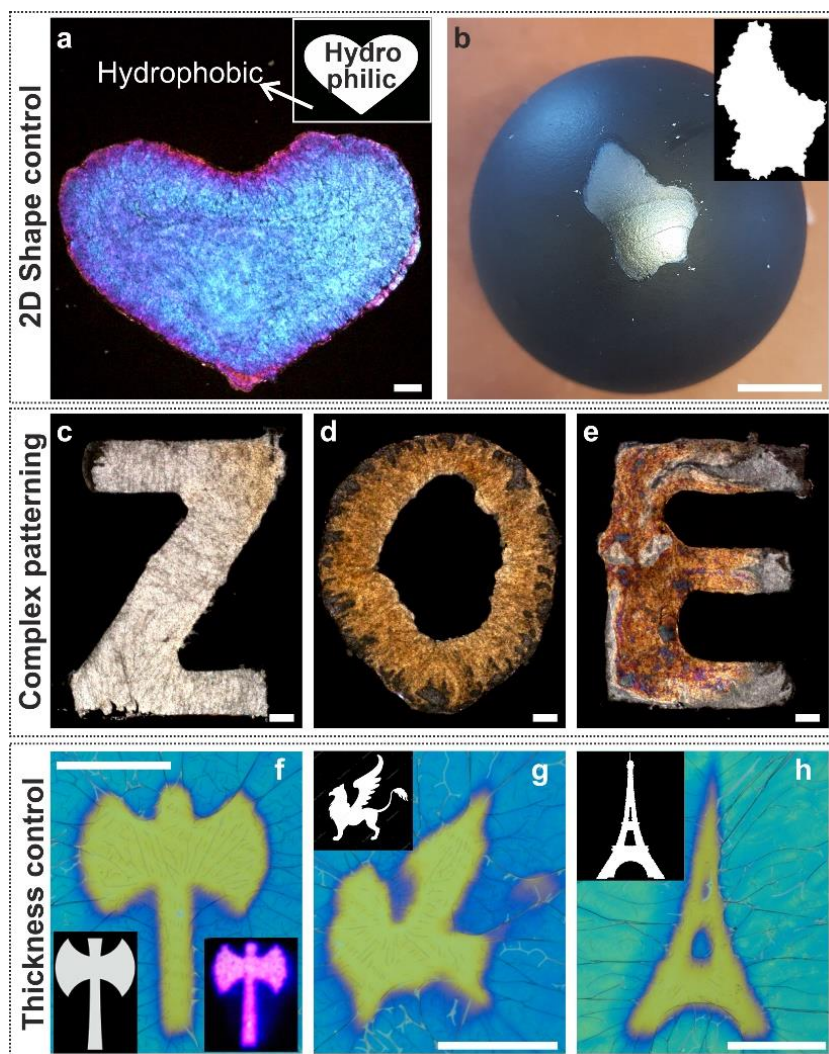 2D Shape control
a
Hydrophobic
Hydro
philic
b
Complex patterning
c
d
e
Z
O
E
Thickness control
f
g
h